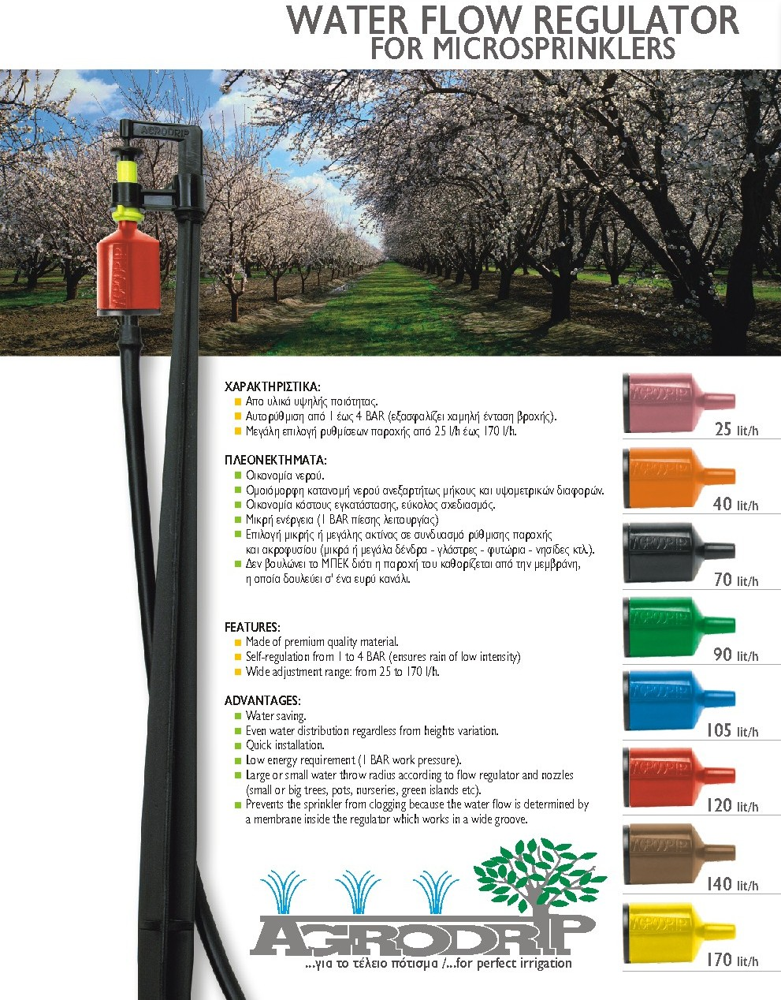 WATER FLOW REGULATOR
FOR MICROSPRINKLERS
AGRODRIP
ΧΑΡΑΚΤΗΡΙΣΤΙΚΑ:
Απο υλικά υψηλής ποιότητας.
Αυτορύθμιση από 1 έως 4 BAR (εξασφαλίζει χαμηλή ένταση βροχής).
Μεγάλη επιλογή ρυθμίσεων παροχής από 25 l/h έως 170 l/h.
ΠΛΕΟΝΕΚΤΗΜΑΤΑ:
Οικονομία νερού.
Ομοιόμορφη κατανομή νερού ανεξαρτήτως μήκους και υψομετρικών διαφορών.
Οικονομία κόστους εγκατάστασης, εύκολος σχεδιασμός.
Μικρή ενέργεια (1 BAR πίεσης λειτουργίας)
Επιλογή μικρής ή μεγάλης ακτίνας σε συνδυασμό ρύθμισης παροχής
και ακροφυσίου (μικρά ή μεγάλα δένδρα - γλάστρες - φυτώρια - νησίδες κτλ.).
Δεν βουλώνει το ΜΠΕΚ διότι η παροχή του καθορίζεται από την μεμβράνη,
η οποία δουλεύει σ' ένα ευρύ κανάλι.
FEATURES:
Made of premium quality material.
Self-regulation from 1 to 4 BAR (ensures rain of low intensity)
Wide adjustment range: from 25 to 170 l/h.
ADVANTAGES:
Water saving.
Even water distribution regardless from heights variation.
Quick installation.
Low energy requirement (1 BAR work pressure).
Large or small water throw radius according to flow regulator and nozzles
(small or big trees, pots, nurseries, green islands etc).
Prevents the sprinkler from clogging because the water flow is determined by
a membrane inside the regulator which works in a wide groove.
25 lit/h
40 lit/h
70 lit/h
90 lit/h
105 lit/h
120 lit/h
140 lit/h
170 lit/h
AGRODRIP
...για το τέλειο πότισμα /...for perfect irrigation